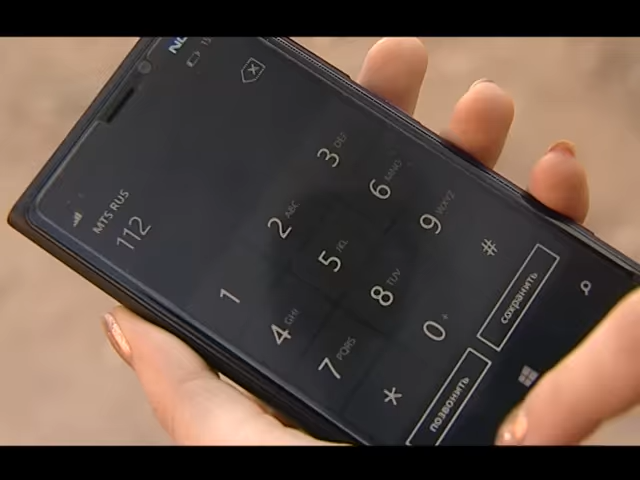 MTS RUS
112
1
2 ABC
3 DEF
4 GHI
5 JKL
6 MNO
7 PQRS
8 TUV
9 WXYZ
*
0 +
#
позвонить
сохранить